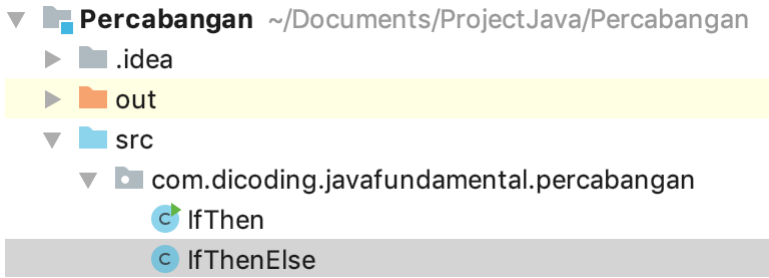 Percabangan ~/Documents/ProjectJava/Percabangan
.idea
out
src
com.dicoding.javafundamental.percabangan
C IfThen
C IfThenElse